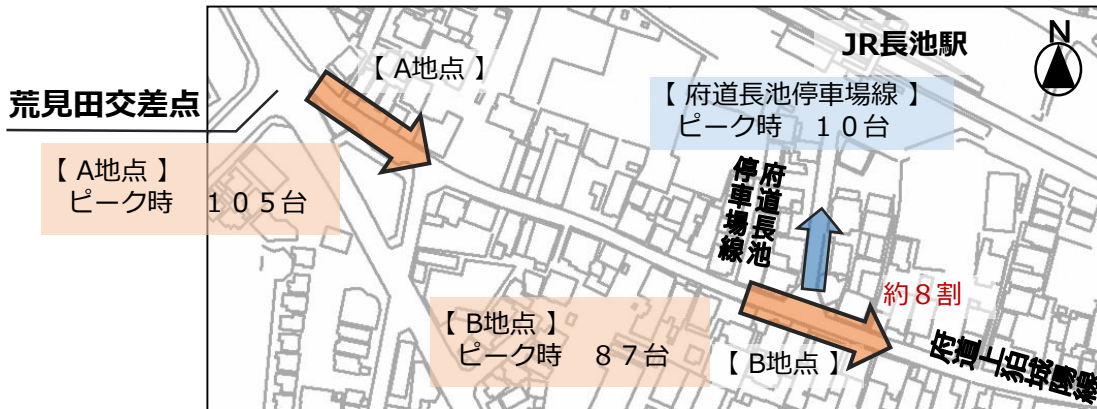 JR長池駅
N
【 A地点 】
荒見田交差点
【 府道長池停車場線 】
ピーク時 10台
【 A地点 】
ピーク時 105台
府道長池
停車場線
約8割
【 B地点 】
ピーク時 87台
【 B地点 】
府道上狛城陽線